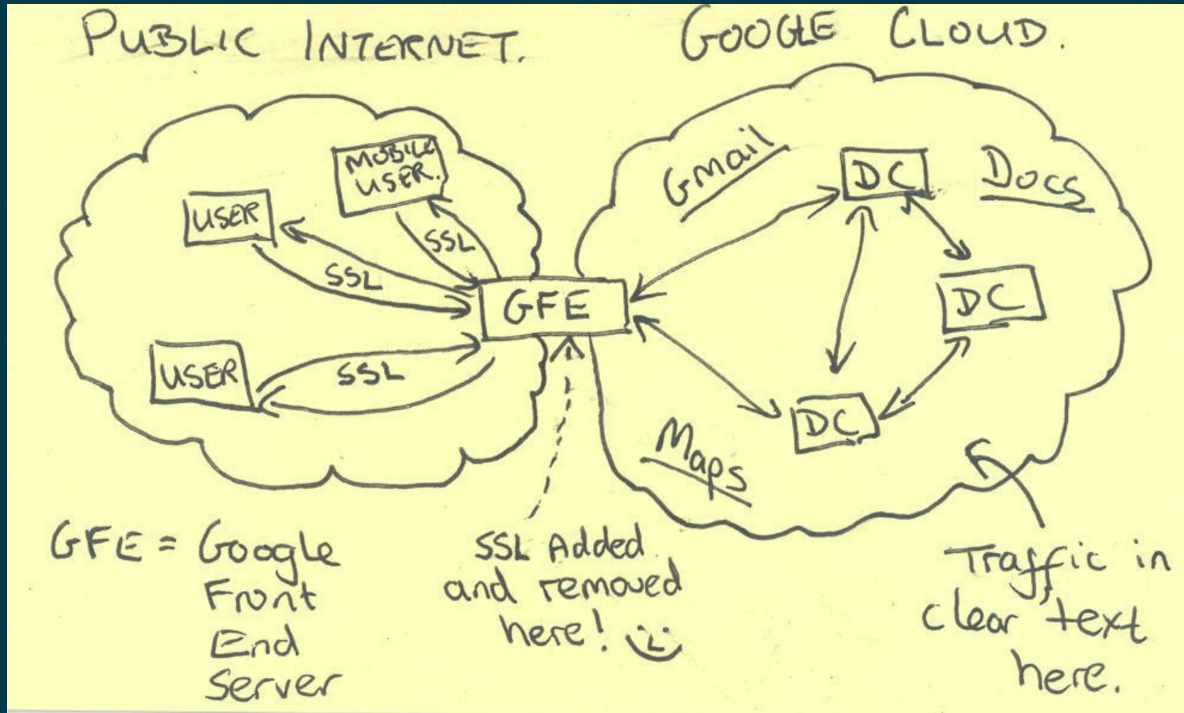 PUBLIC INTERNET.
GOOGLE CLOUD.
MOBILE
USER.
USER
SSL
SSL
USER
SSL
GFE
Gmail
DC
Docs
DC
DC
Maps
GFE = Google
Front
End
Server
SSL Added
and removed
here!
Traffic in
clear text
here.